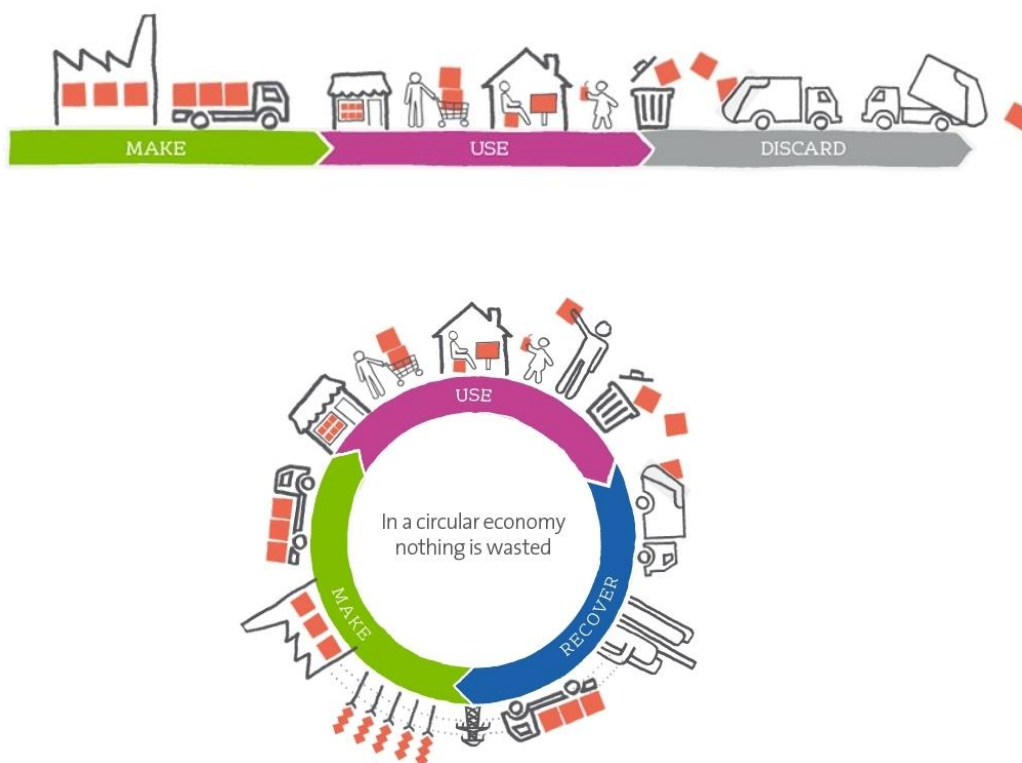 MAKE
USE
DISCARD
USE
In a circular economy
nothing is wasted
MAKE
RECOVER